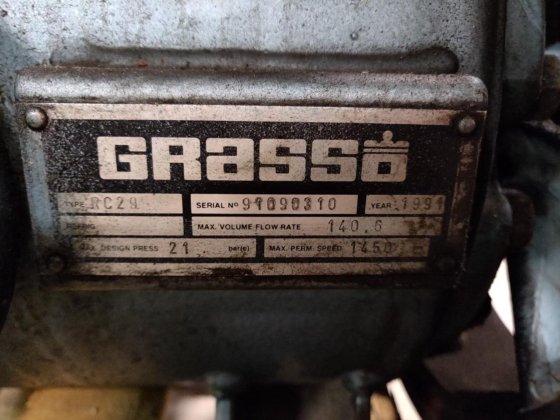 GRASSO
TYPE RC29 SERIAL Nº 91090310 YEAR 1991
REFRIG. MAX. VOLUME FLOW RATE 140.6
MAX. DESIGN PRESS 21 bar(e) MAX. PERM. SPEED 1450